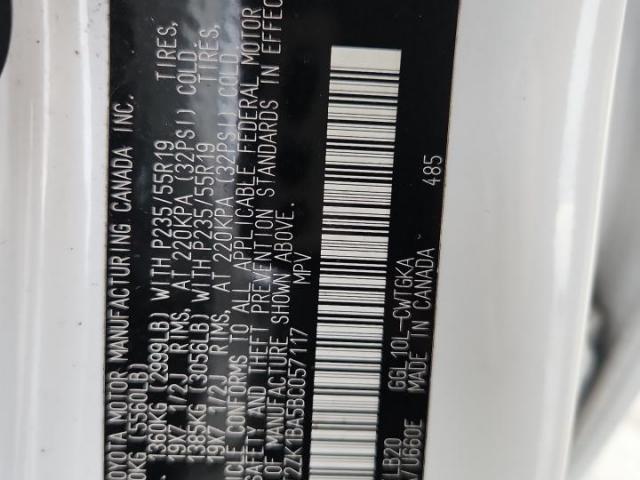 TOYOTA MOTOR MANUFACTURING CANADA INC.
(5560LB)
1360KG (2999LB) WITH P235/55R19 TIRES,
19X7 1/2J RIMS, AT 220KPA (32PSI) COLD.
1385KG (3056LB) WITH P235/55R19 TIRES,
19X7 1/2J RIMS, AT 220KPA (32PSI) COLD.
CONFORMS TO ALL APPLICABLE FEDERAL MOTOR
SAFETY AND THEFT PREVENTION STANDARDS IN EFFECT
OF MANUFACTURE SHOWN ABOVE.
2ZK1BA5BC057117 MPV
LB20 GGL10L-CWTGKA 485
U660E MADE IN CANADA